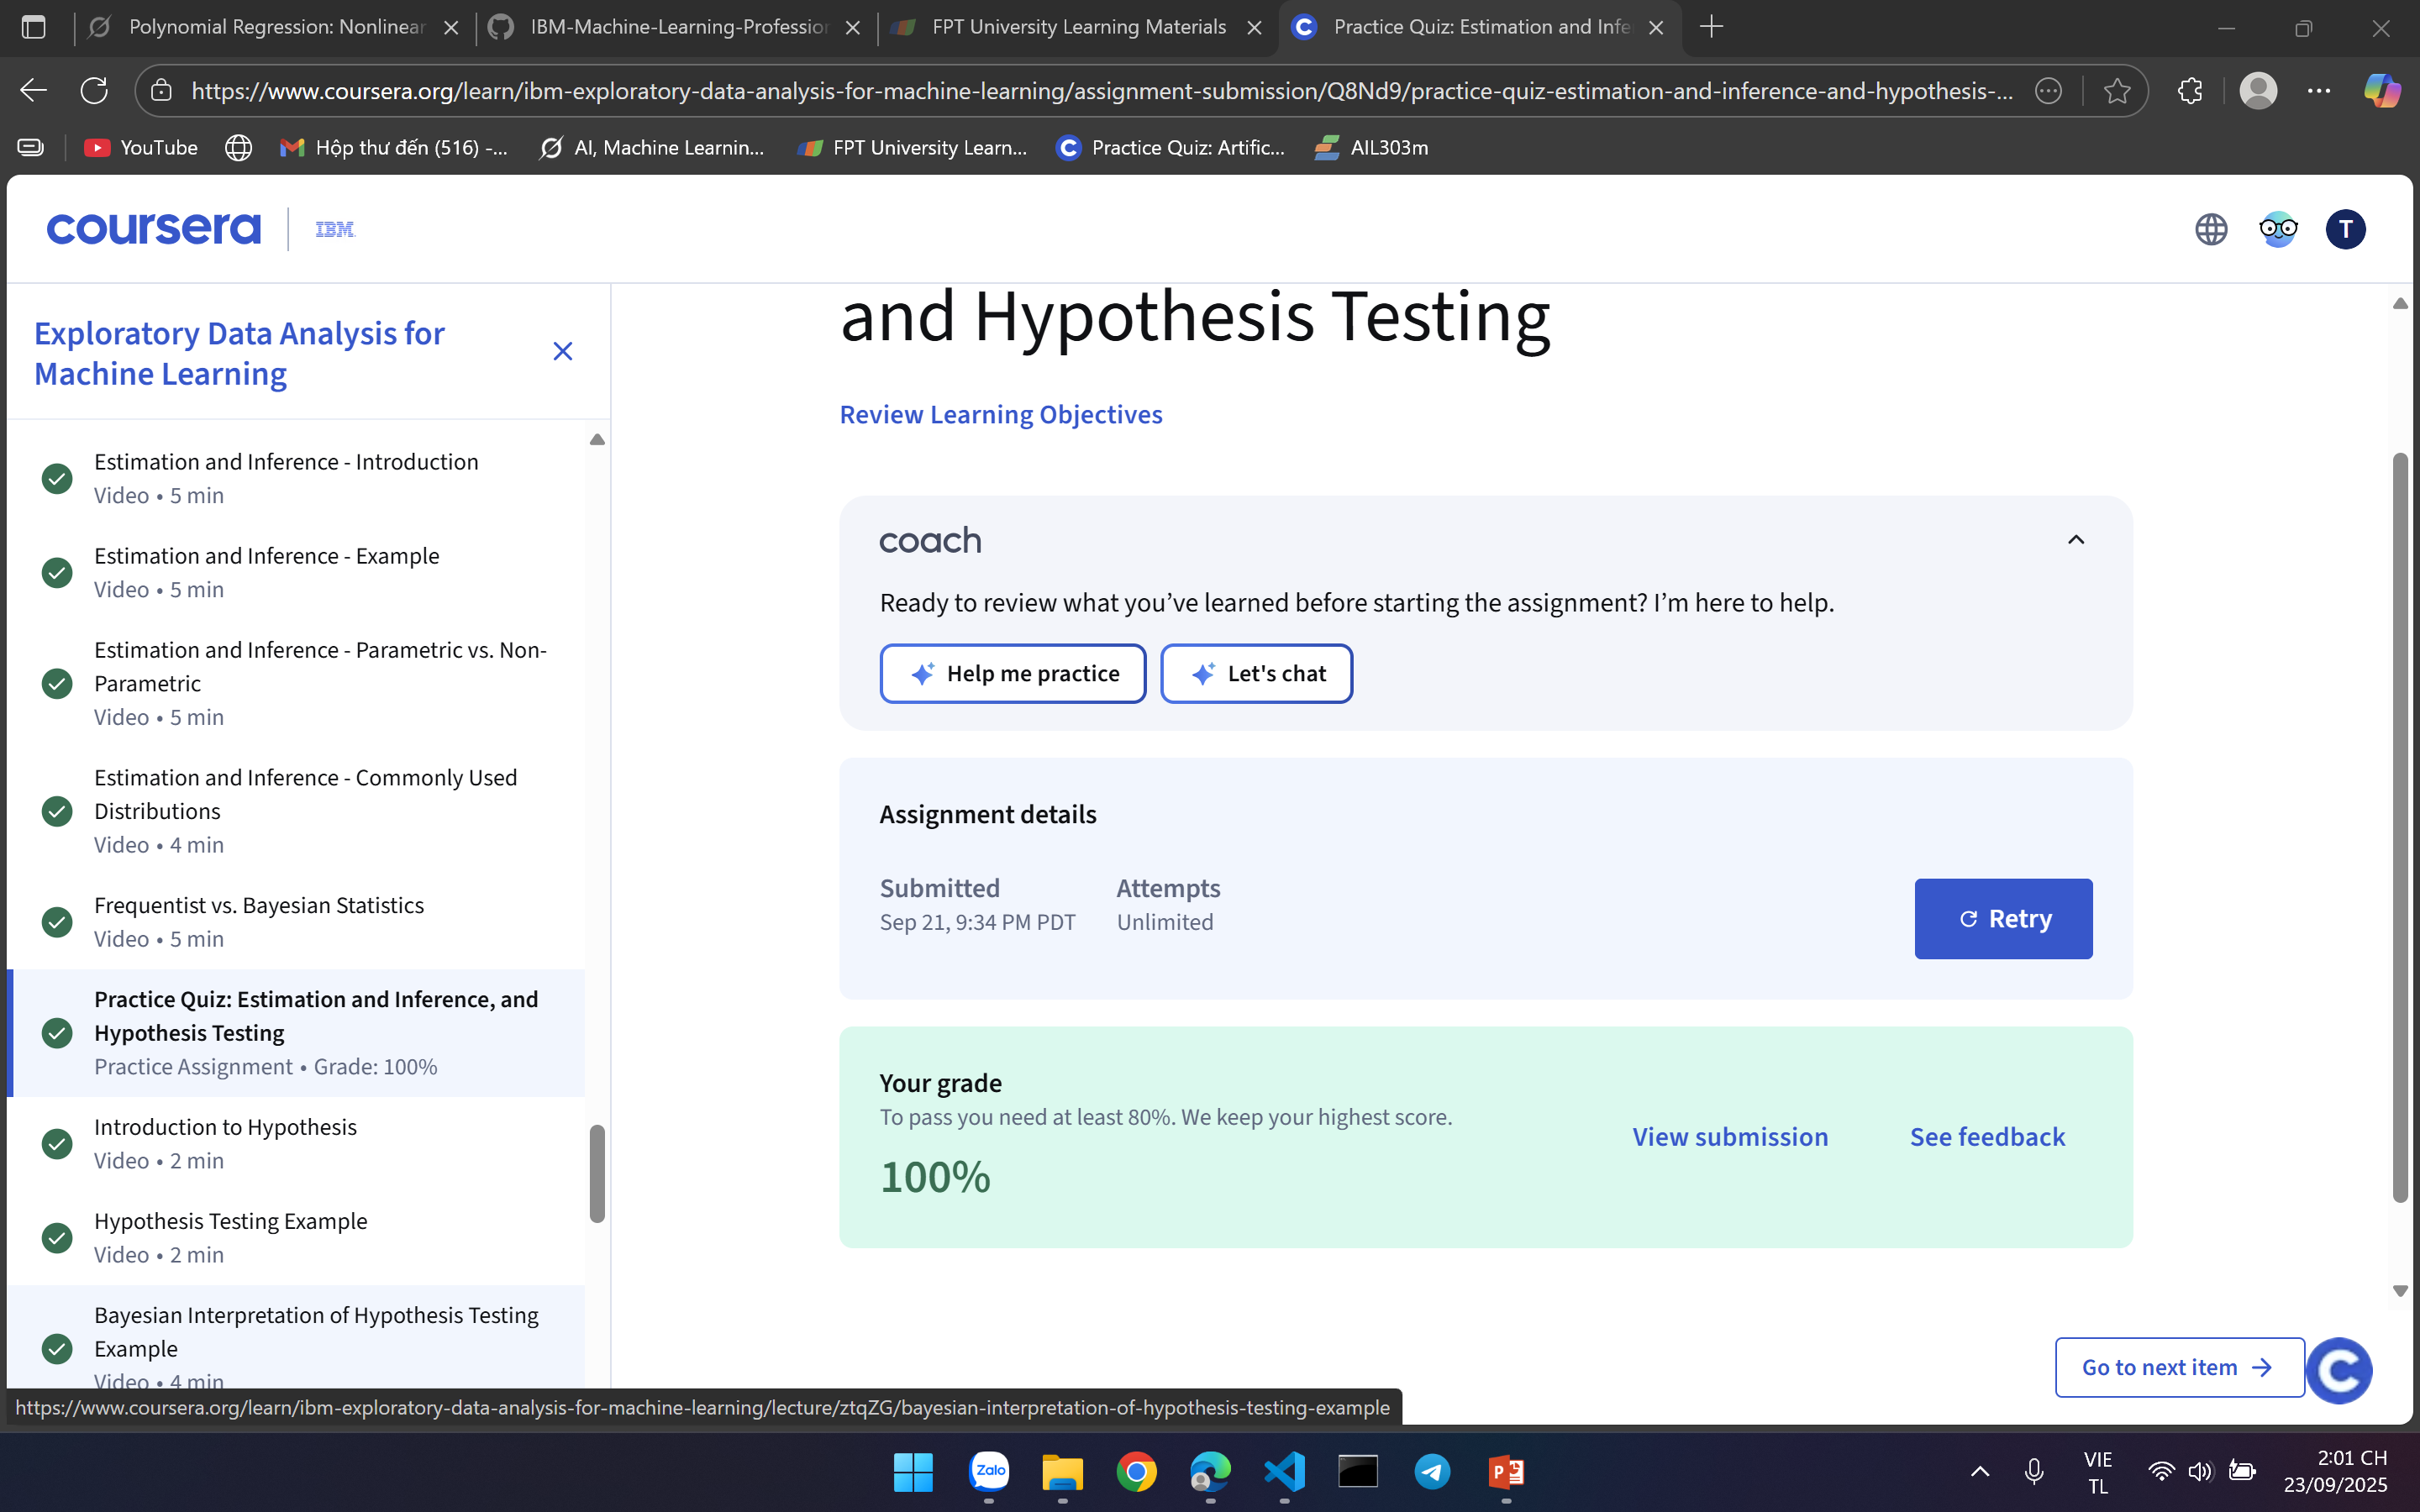 Polynomial Regression: Nonlinear
IBM-Machine-Learning-Profession
FPT University Learning Materials
Practice Quiz: Estimation and Infe
https://www.coursera.org/learn/ibm-exploratory-data-analysis-for-machine-learning/assignment-submission/Q8Nd9/practice-quiz-estimation-and-inference-and-hypothesis-...
YouTube
Hộp thư đến (516) -...
AI, Machine Learnin...
FPT University Learn...
Practice Quiz: Artific...
AIL303m
coursera
IBM
T
Exploratory Data Analysis for
Machine Learning
Estimation and Inference - Introduction
Video • 5 min
Estimation and Inference - Example
Video • 5 min
Estimation and Inference - Parametric vs. Non-
Parametric
Video • 5 min
Estimation and Inference - Commonly Used
Distributions
Video • 4 min
Frequentist vs. Bayesian Statistics
Video • 5 min
Practice Quiz: Estimation and Inference, and
Hypothesis Testing
Practice Assignment • Grade: 100%
Introduction to Hypothesis
Video • 2 min
Hypothesis Testing Example
Video • 2 min
Bayesian Interpretation of Hypothesis Testing
Example
Video • 4 min
and Hypothesis Testing
Review Learning Objectives
coach
Ready to review what you’ve learned before starting the assignment? I’m here to help.
Help me practice
Let's chat
Assignment details
Submitted
Attempts
Sep 21, 9:34 PM PDT
Unlimited
Retry
Your grade
To pass you need at least 80%. We keep your highest score.
100%
View submission
See feedback
Go to next item
https://www.coursera.org/learn/ibm-exploratory-data-analysis-for-machine-learning/lecture/ztqZG/bayesian-interpretation-of-hypothesis-testing-example
Zalo
VIE
TL
2:01 CH
23/09/2025